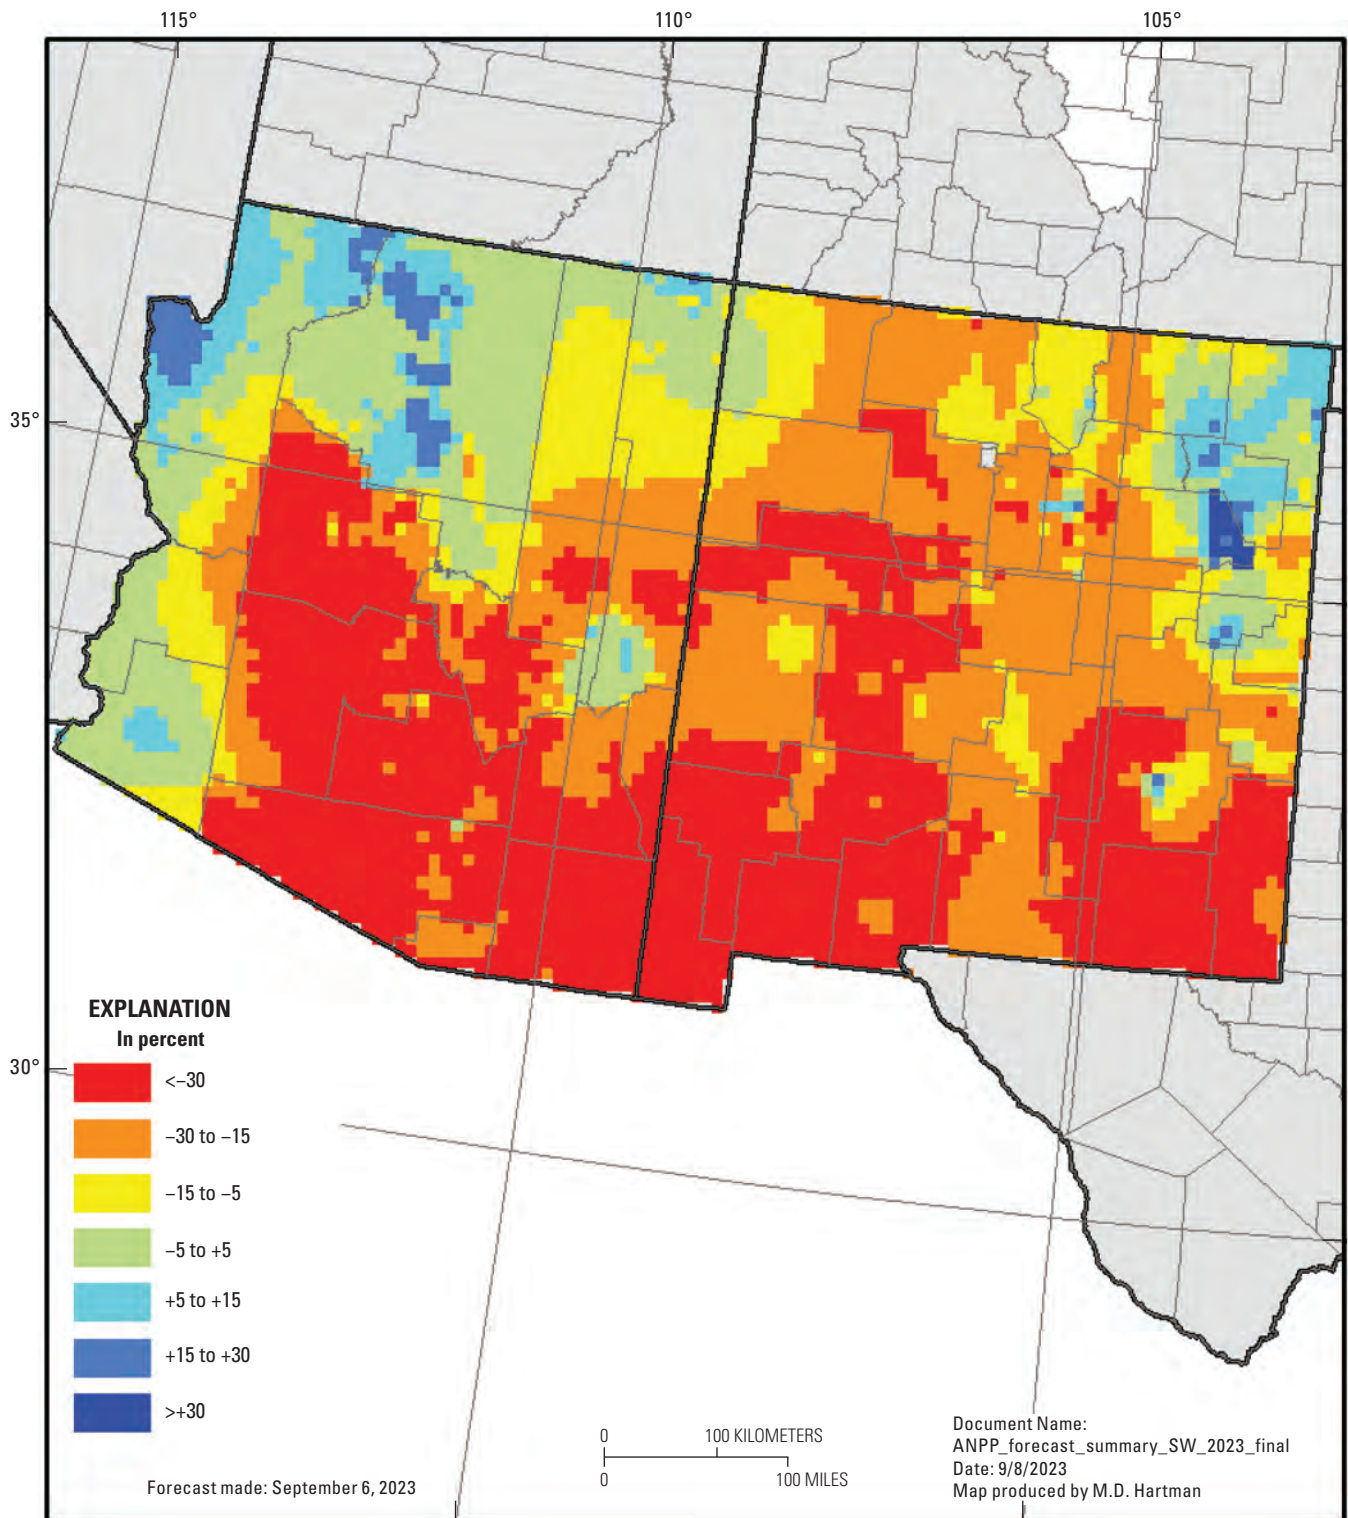 115°
110°
105°
35°
30°
EXPLANATION
In percent
<–30
–30 to –15
–15 to –5
–5 to +5
+5 to +15
+15 to +30
>+30
Forecast made: September 6, 2023
0 100 KILOMETERS
0 100 MILES
Document Name:
ANPP_forecast_summary_SW_2023_final
Date: 9/8/2023
Map produced by M.D. Hartman